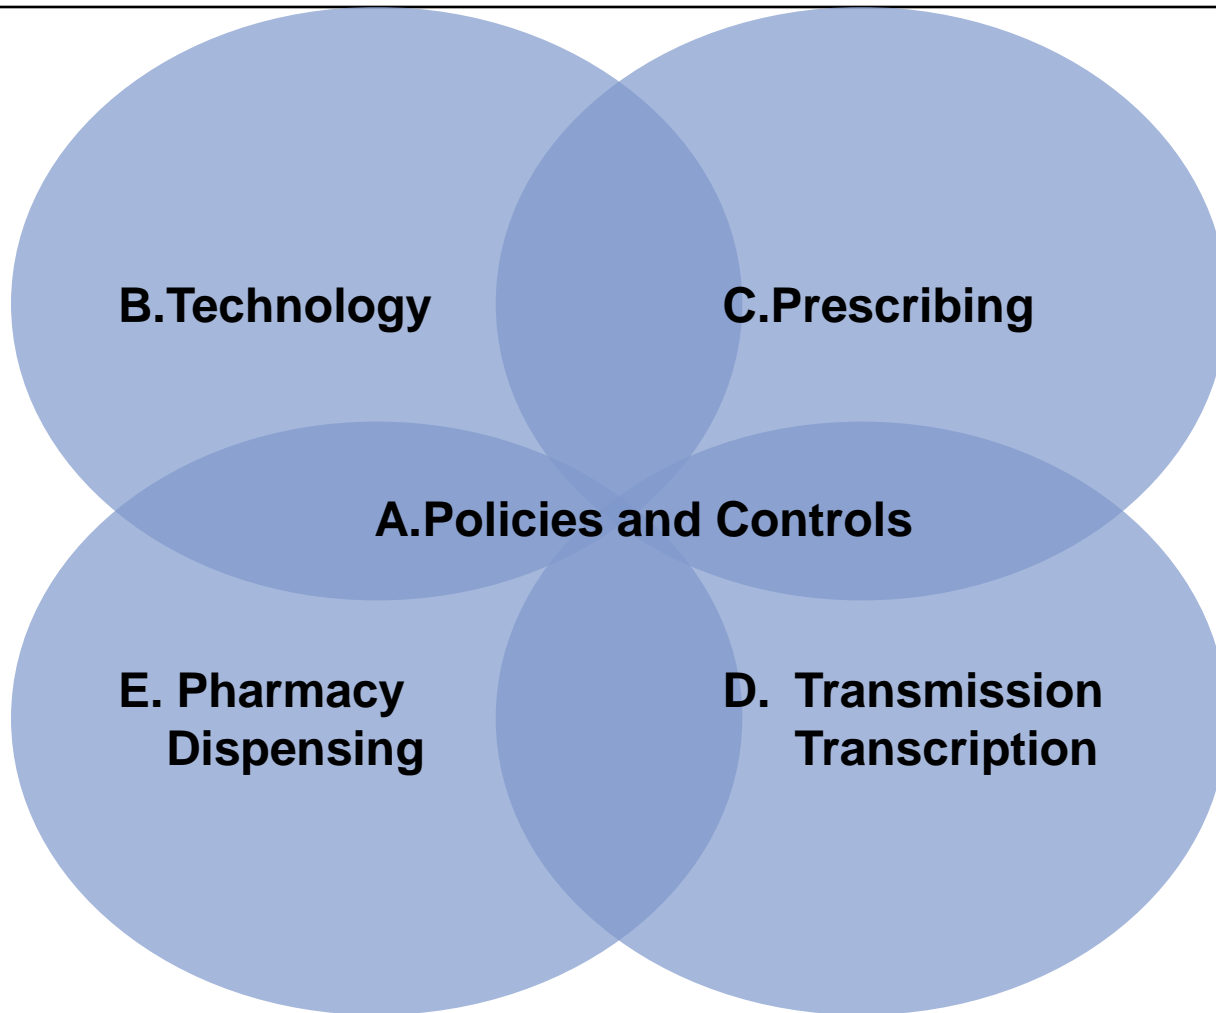 B.Technology
C.Prescribing
A.Policies and Controls
E. Pharmacy
Dispensing
D. Transmission
Transcription